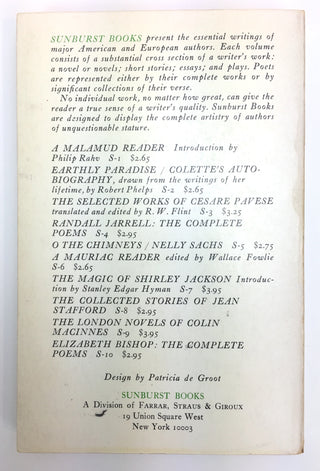 SUNBURST BOOKS present the essential writings of
major American and European authors. Each volume
consists of a substantial cross section of a writer's work:
a novel or novels; short stories; essays; and plays. Poets
are represented either by their complete works or by
significant collections of their verse.
No individual work, no matter how great, can give the
reader a true sense of a writer's quality. Sunburst Books
are designed to display the complete artistry of authors
of unquestionable stature.
A MALAMUD READER Introduction by
Philip Rahv S-1 $2.65
EARTHLY PARADISE / COLETTE'S AUTO-
BIOGRAPHY, drawn from the writings of her
lifetime, by Robert Phelps S-2 $2.65
THE SELECTED WORKS OF CESARE PAVESE
translated and edited by R. W. Flint S-3 $3.25
RANDALL JARRELL: THE COMPLETE
POEMS S-4 $2.95
O THE CHIMNEYS / NELLY SACHS S-5 $2.75
A MAURIAC READER edited by Wallace Fowlie
S-6 $2.65
THE MAGIC OF SHIRLEY JACKSON Introduc-
tion by Stanley Edgar Hyman S-7 $3.95
THE COLLECTED STORIES OF JEAN
STAFFORD S-8 $2.95
THE LONDON NOVELS OF COLIN
MACINNES S-9 $3.95
ELIZABETH BISHOP: THE COMPLETE
POEMS S-10 $2.95
Design by Patricia de Groot
SUNBURST BOOKS
A Division of FARRAR, STRAUS & GIROUX
19 Union Square West
New York 10003